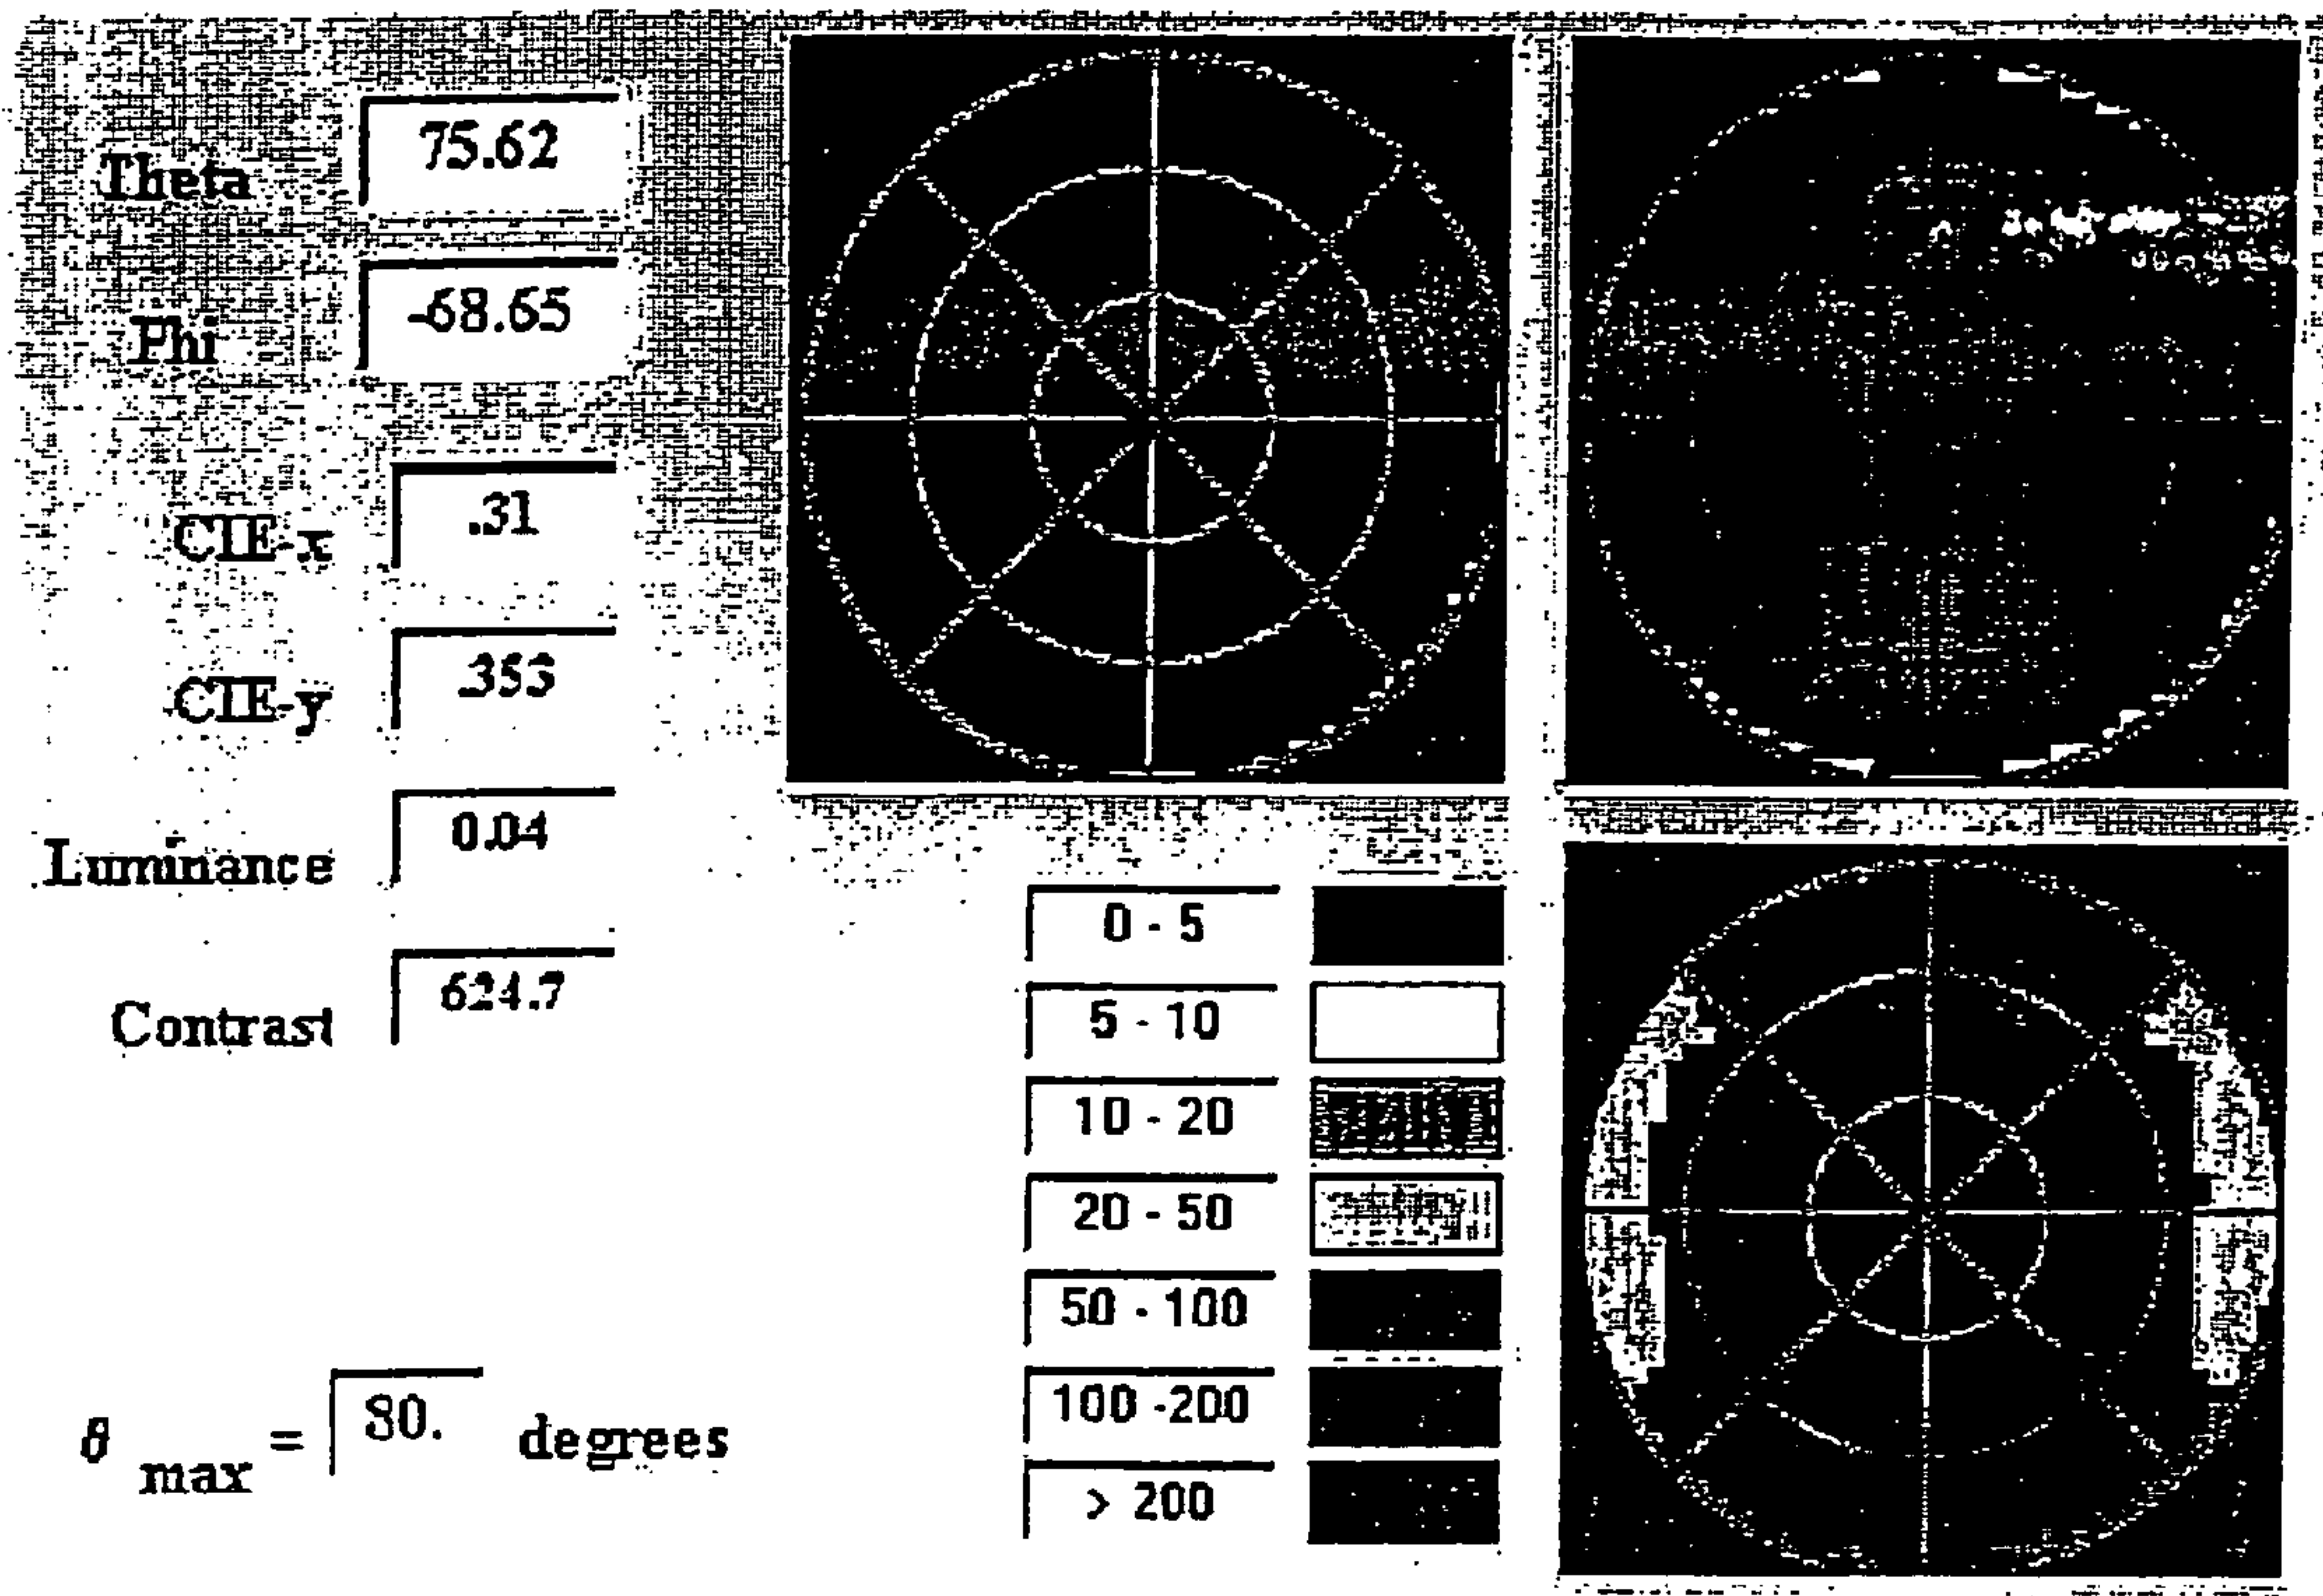 Theta 75.62
Phi -68.65
CIE-x .31
CIE-y .353
Luminance 0.04
Contrast 624.7
θ max = 80. degrees
0 - 5
5 - 10
10 - 20
20 - 50
50 - 100
100 -200
> 200